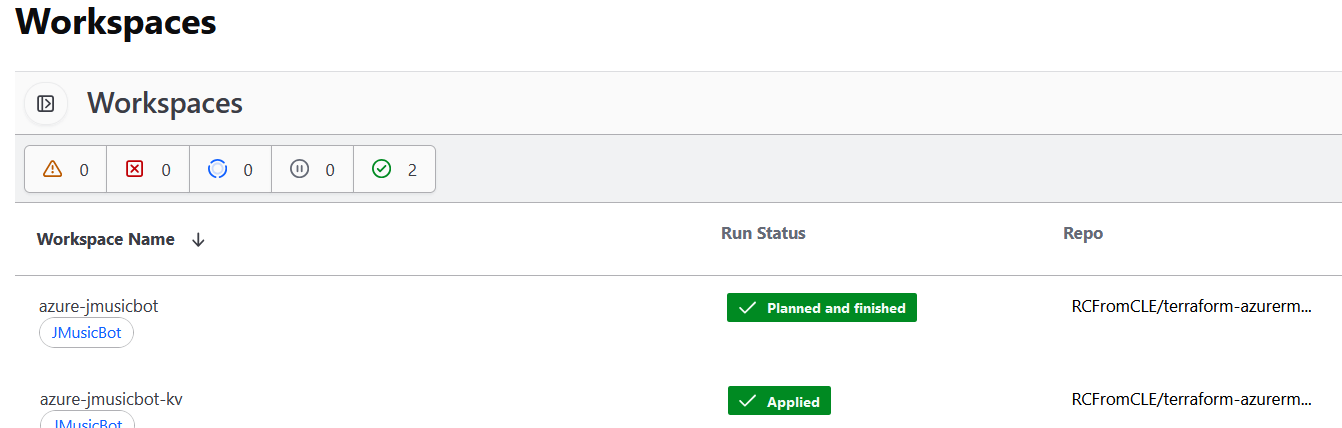 Workspaces
Workspaces
0 0 0 0 2
Workspace Name Run Status Repo
azure-jmusicbot Planned and finished RCFromCLE/terraform-azurerm...
JMusicBot
azure-jmusicbot-kv Applied RCFromCLE/terraform-azurerm...
JMusicBot